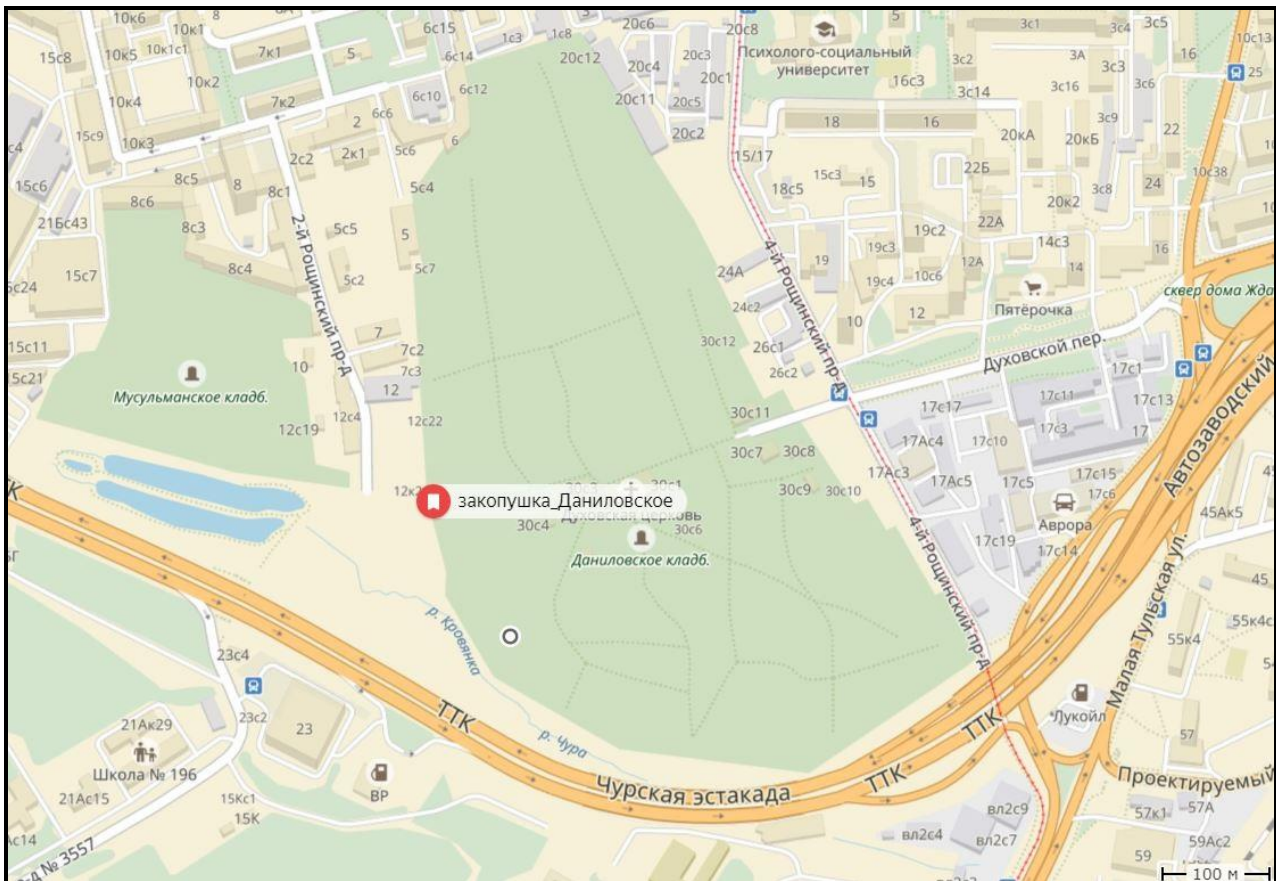 10к6
10к1
6с15
1с3
1с8
3
20с6
20с8
5
3с1
3с4
3с5
10с13
15с8
10к5
10к1с1
7к1
5
6с14
20с12
20с4
20с3
Психолого-социальный
университет
3с2
3А
3с3
16
25
10к2
6с10
6с12
20с1
16с3
3с16
3с6
10к4
7к2
2
6с6
20с11
20с5
3с14
15с9
10к3
6
20с2
18
16
20кА
20кБ
3с9
22
2с2
2к1
5с6
15/17
15с6
8с5
8
8с1
5с4
18с5
15с3
15
22Б
3с8
24
10с38
8с6
20к2
21Бс43
8с3
2-й Рощинский пр-д
5с5
5
4-й Рощинский пр-д
19с2
22А
15с7
8с4
5с2
5с7
24А
19
19с3
12А
14с3
14
16
19с4
10с6
сквер дома Жда
24с2
10
12
Пятёрочка
15с11
7
7с2
30с12
26с1
Духовской пер.
15с21
10
7с3
26с2
17с1
Мусульманское кладб.
12
17с17
17с11
17с13
12с19
12с4
12с22
30с11
17Ас4
17с10
17с3
17
Автозаводский
30с7
30с8
17Ас3
17с15
закопушка_Даниловское
30с9
30с10
17Ас5
17с5
17с6
Духовская церковь
30с4
30с6
Аврора
45Ак5
Даниловское кладб.
4-й Рощинский пр-д
17с19
17с14
45
р. Кровянка
Малая Тульская ул.
55к4
55к4с
23с4
23с2
23
ТТК
р. Чура
ТТК
Лукойл
57
21Ак29
Школа № 196
ВР
Чурская эстакада
ТТК
Проектируемый
21Ас15
15Кс1
15К
вл2с9
57к1
57А
вл2с4
вл2с7
59Ас2
59
100 м